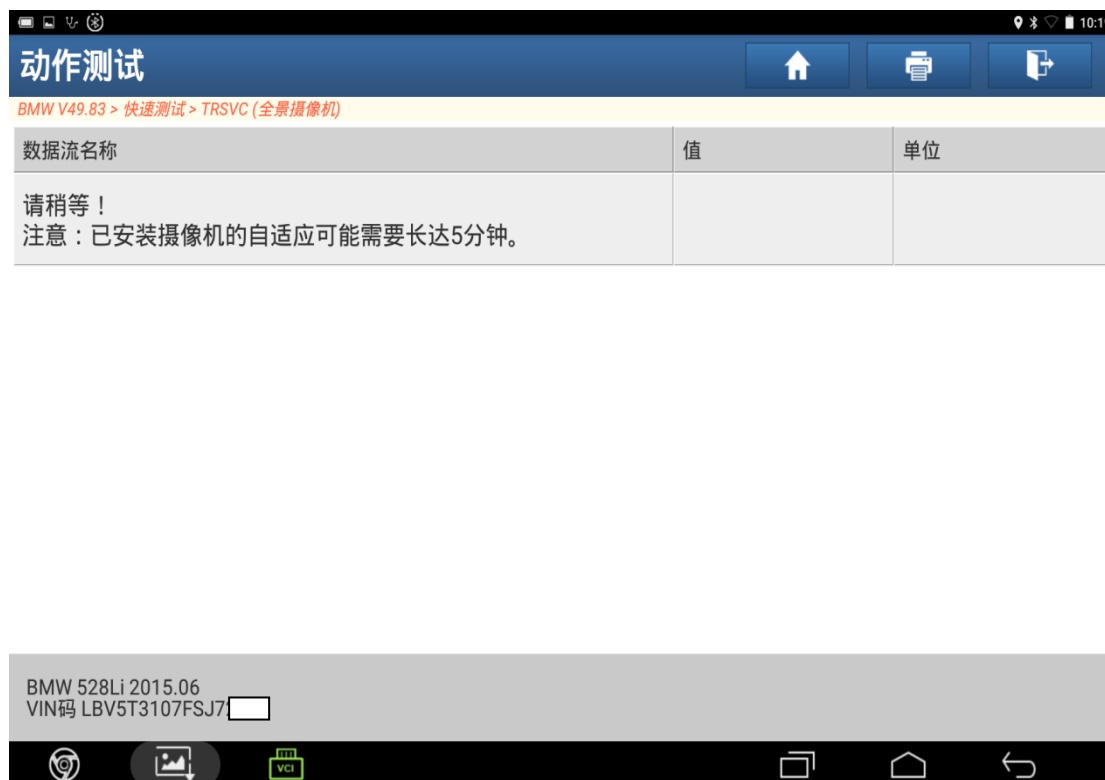 10:1
动作测试
BMW V49.83 > 快速测试 > TRSVC (全景摄像机)
数据流名称 值 单位
请稍等！
注意：已安装摄像机的自适应可能需要长达5分钟。
BMW 528Li 2015.06
VIN码 LBV5T3107FSJ7
VCI